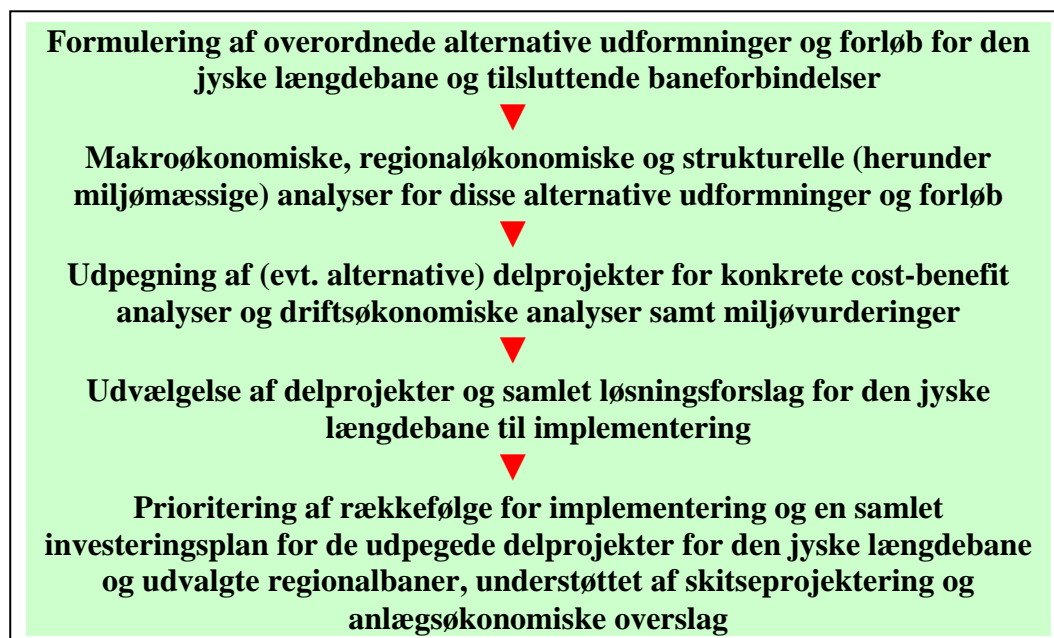 Formulering af overordnede alternative udformninger og forløb for den
jyske længdebane og tilsluttende baneforbindelser
Makroøkonomiske, regionaløkonomiske og strukturelle (herunder
miljømæssige) analyser for disse alternative udformninger og forløb
Udpegning af (evt. alternative) delprojekter for konkrete cost-benefit
analyser og driftsøkonomiske analyser samt miljøvurderinger
Udvælgelse af delprojekter og samlet løsningsforslag for den jyske
længdebane til implementering
Prioritering af rækkefølge for implementering og en samlet
investeringsplan for de udpegede delprojekter for den jyske længdebane
og udvalgte regionalbaner, understøttet af skitseprojektering og
anlægsøkonomiske overslag